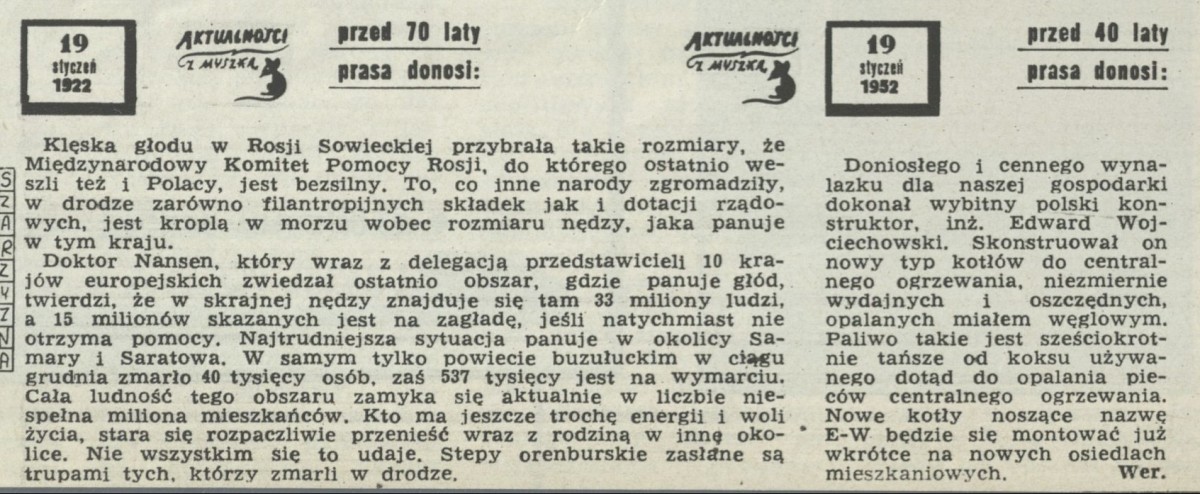 19
styczeń
1922
AKTUALNOŚCI
Z MYSZKĄ
przed 70 laty
prasa donosi:
Klęska głodu w Rosji Sowieckiej przybrała takie rozmiary, że
Międzynarodowy Komitet Pomocy Rosji, do którego ostatnio we-
szli też i Polacy, jest bezsilny. To, co inne narody zgromadziły,
w drodze zarówno filantropijnych składek jak i dotacji rządo-
wych, jest kroplą w morzu wobec rozmiaru nędzy, jaka panuje
w tym kraju.
Doktor Nansen, który wraz z delegacją przedstawicieli 10 kra-
jów europejskich zwiedzał ostatnio obszar, gdzie panuje głód,
twierdzi, że w skrajnej nędzy znajduje się tam 33 miliony ludzi,
a 15 milionów skazanych jest na zagładę, jeśli natychmiast nie
otrzyma pomocy. Najtrudniejsza sytuacja panuje w okolicy Sa-
mary i Saratowa. W samym tylko powiecie buzułuckim w ciągu
grudnia zmarło 40 tysięcy osób, zaś 537 tysięcy jest na wymarciu.
Cała ludność tego obszaru zamyka się aktualnie w liczbie nie-
spełna miliona mieszkańców. Kto ma jeszcze trochę energii i woli
życia, stara się rozpaczliwie przenieść wraz z rodziną w inną oko-
lice. Nie wszystkim się to udaje. Stepy orenburskie zasłane są
trupami tych, którzy zmarli w drodze.
AKTUALNOŚCI
Z MYSZKĄ
19
styczeń
1952
przed 40 laty
prasa donosi:
Doniosłego i cennego wyna-
lazku dla naszej gospodarki
dokonał wybitny polski kon-
struktor, inż. Edward Woj-
ciechowski. Skonstruował on
nowy typ kotłów do central-
nego ogrzewania, niezmiernie
wydajnych i oszczędnych,
opalanych miałem węglowym.
Paliwo takie jest sześciokrot-
nie tańsze od koksu używa-
nego dotąd do opalania pie-
ców centralnego ogrzewania.
Nowe kotły noszące nazwę
E-W będzie się montować już
wkrótce na nowych osiedlach
mieszkaniowych. Wer.
S
Z
A
R
Z
Y
Z
N
A